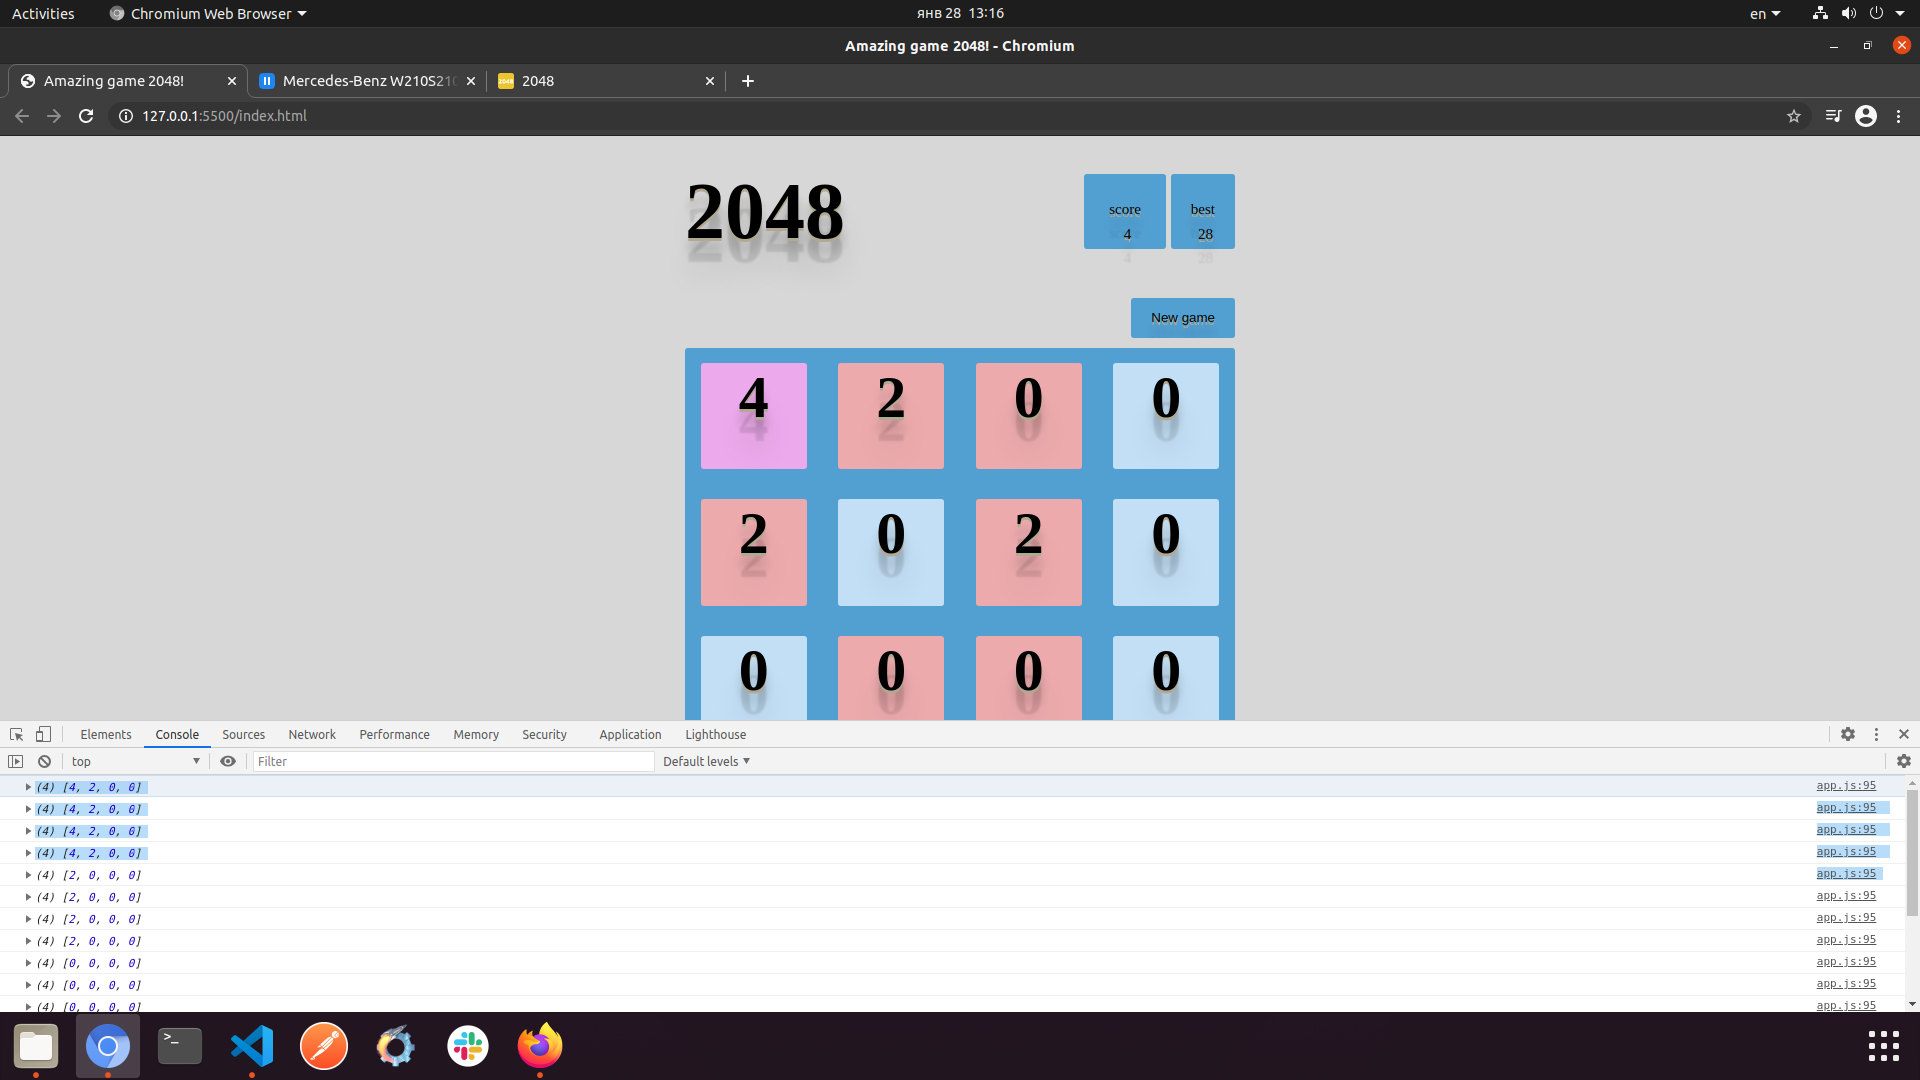 Activities
Chromium Web Browser
янв 28 13:16
en
Amazing game 2048! - Chromium
Amazing game 2048!
Mercedes-Benz W210S210
2048
127.0.0.1:5500/index.html
2048
score
4
best
28
New game
4 2 0 0
2 0 2 0
0 0 0 0
Elements Console Sources Network Performance Memory Security Application Lighthouse
top
Filter
Default levels
(4) [4, 2, 0, 0] app.js:95
(4) [4, 2, 0, 0] app.js:95
(4) [4, 2, 0, 0] app.js:95
(4) [4, 2, 0, 0] app.js:95
(4) [2, 0, 0, 0] app.js:95
(4) [2, 0, 0, 0] app.js:95
(4) [2, 0, 0, 0] app.js:95
(4) [2, 0, 0, 0] app.js:95
(4) [0, 0, 0, 0] app.js:95
(4) [0, 0, 0, 0] app.js:95
(4) [0, 0, 0, 0] app.js:95